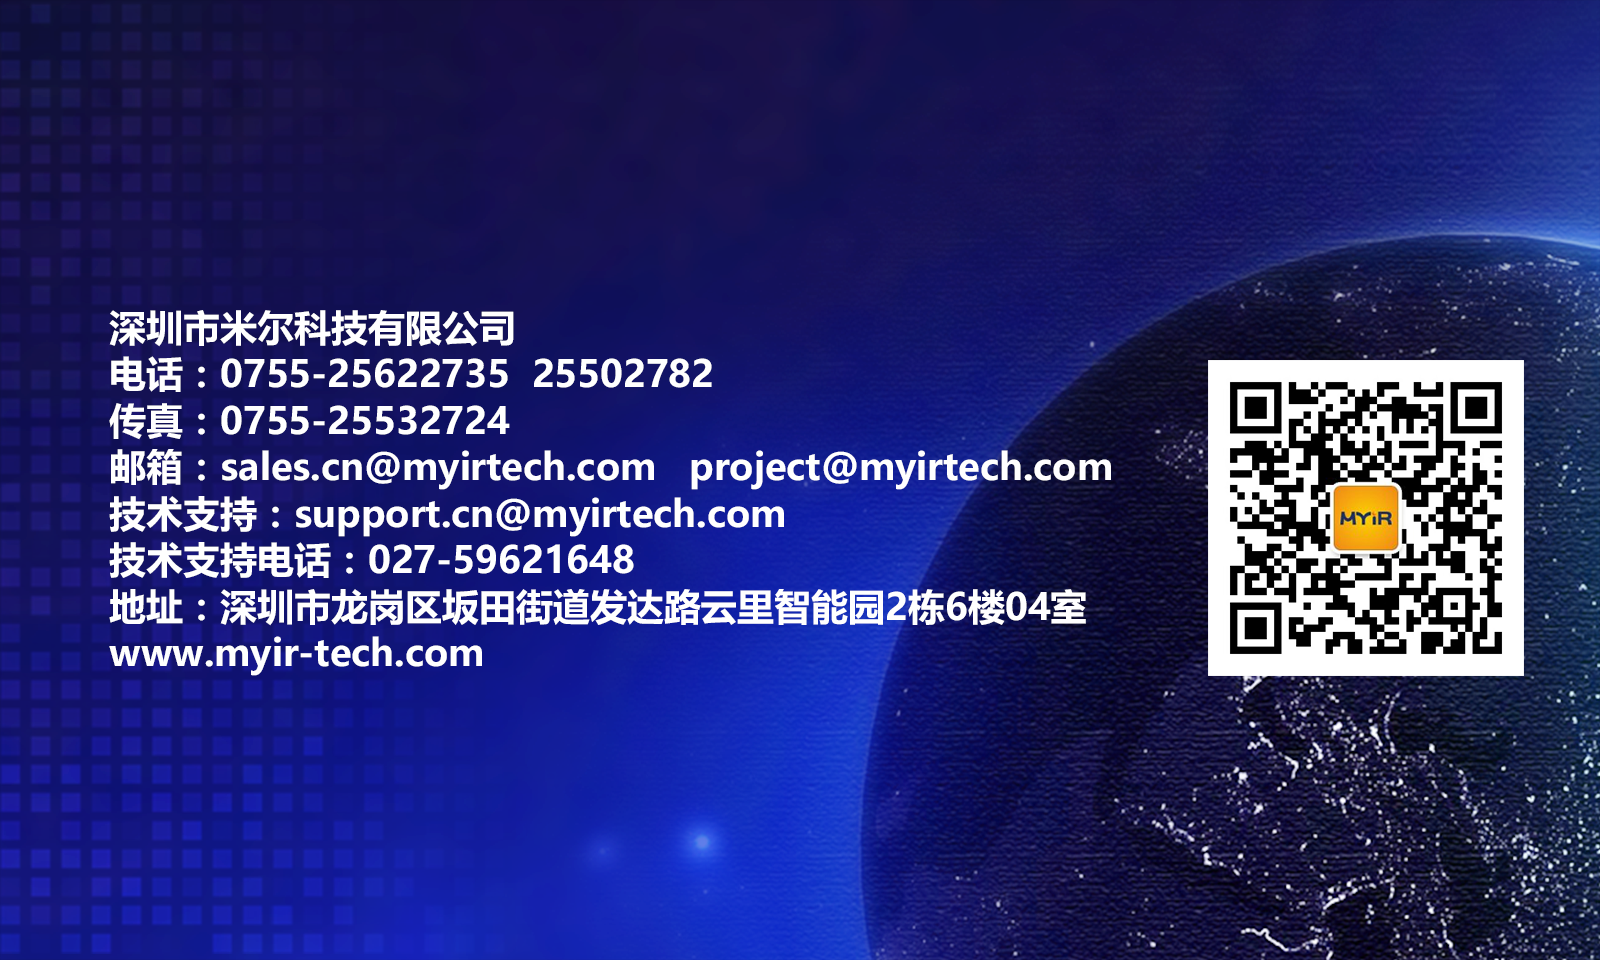 深圳市米尔科技有限公司
电话：0755-25622735  25502782
传真：0755-25532724
邮箱：sales.cn@myirtech.com   project@myirtech.com
技术支持：support.cn@myirtech.com
技术支持电话：027-59621648
地址：深圳市龙岗区坂田街道发达路云里智能园2栋6楼04室
www.myir-tech.com
MYiR